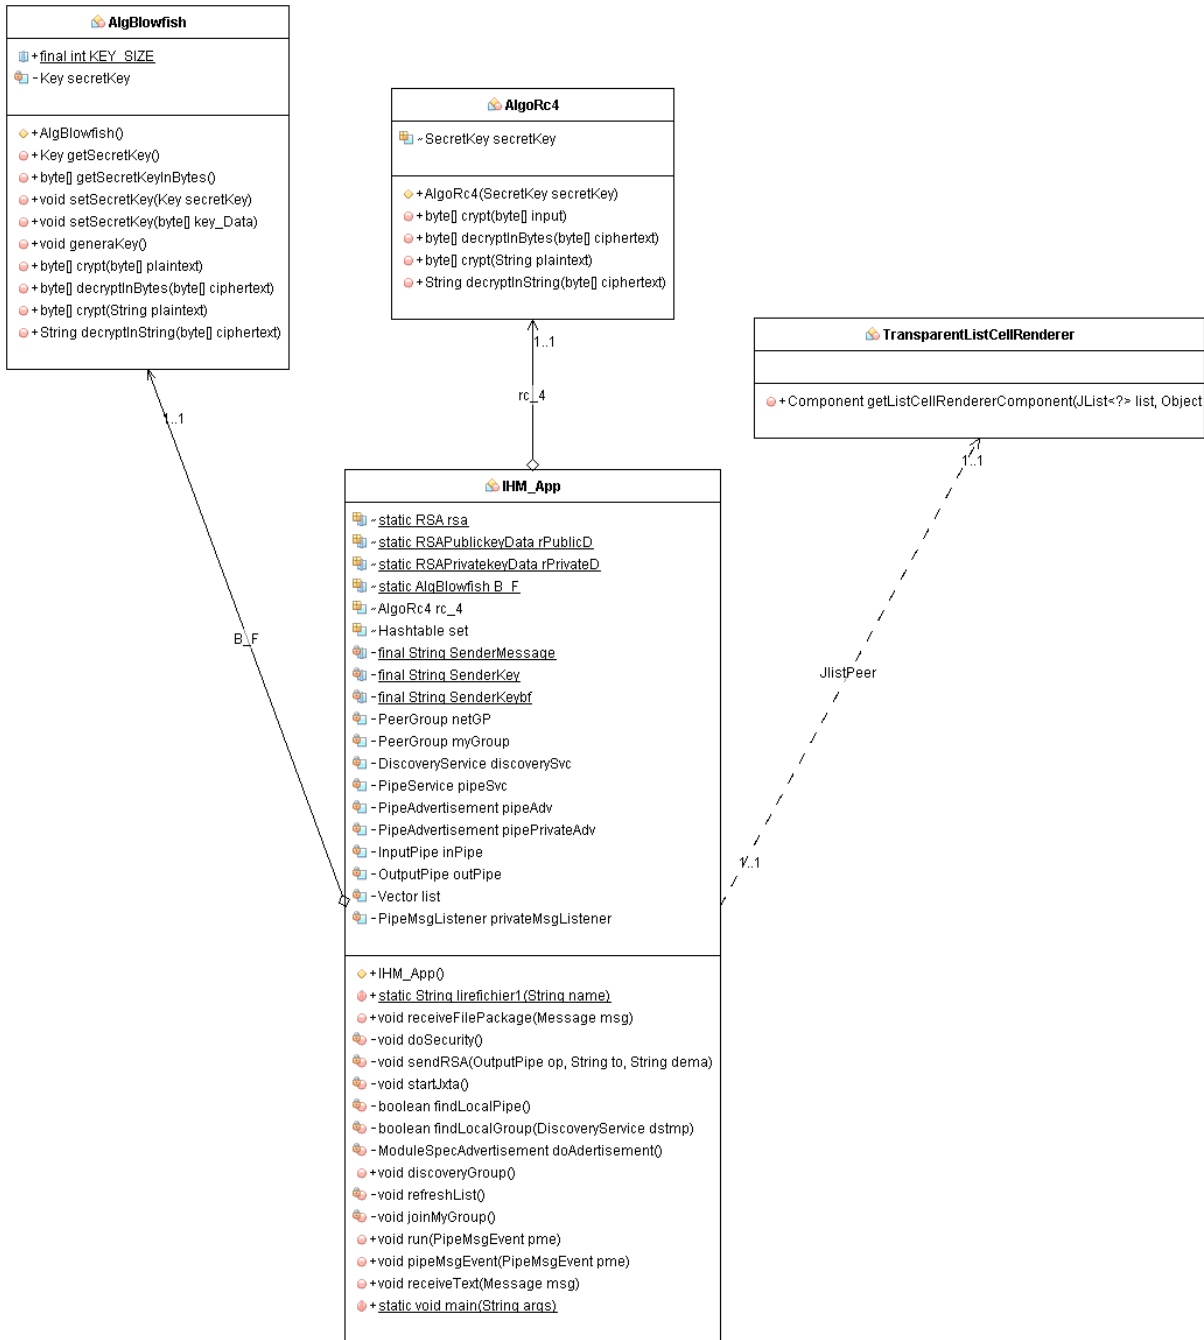 AlgBlowfish
+final int KEY_SIZE
-Key secretKey
+AlgBlowfish()
+Key getSecretKey()
+byte[] getSecretKeyInBytes()
+void setSecretKey(Key secretKey)
+void setSecretKey(byte[] key_Data)
+void generaKey()
+byte[] crypt(byte[] plaintext)
+byte[] decryptInBytes(byte[] ciphertext)
+byte[] crypt(String plaintext)
+String decryptInString(byte[] ciphertext)
AlgoRc4
~SecretKey secretKey
+AlgoRc4(SecretKey secretKey)
+byte[] crypt(byte[] input)
+byte[] decryptInBytes(byte[] ciphertext)
+byte[] crypt(String plaintext)
+String decryptInString(byte[] ciphertext)
TransparentListCellRenderer
+Component getListCellRendererComponent(JList<?> list, Object
1..1
B_F
1..1
rc_4
1..1
JlistPeer
1..1
IHM_App
~static RSA rsa
~static RSAPublickeyData rPublicD
~static RSAPrivatekeyData rPrivateD
~static AlgBlowfish B_F
~AlgoRc4 rc_4
~Hashtable set
-final String SenderMessage
-final String SenderKey
-final String SenderKeybf
-PeerGroup netGP
-PeerGroup myGroup
-DiscoveryService discoverySvc
-PipeService pipeSvc
-PipeAdvertisement pipeAdv
-PipeAdvertisement pipePrivateAdv
-InputPipe inPipe
-OutputPipe outPipe
-Vector list
-PipeMsgListener privateMsgListener
+IHM_App()
+static String lirefichier1(String name)
+void receiveFilePackage(Message msg)
-void doSecurity()
-void sendRSA(OutputPipe op, String to, String dema)
-void startJxta()
-boolean findLocalPipe()
-boolean findLocalGroup(DiscoveryService dstmp)
-ModuleSpecAdvertisement doAdertisement()
+void discoveryGroup()
-void refreshList()
-void joinMyGroup()
+void run(PipeMsgEvent pme)
+void pipeMsgEvent(PipeMsgEvent pme)
+void receiveText(Message msg)
+static void main(String args)